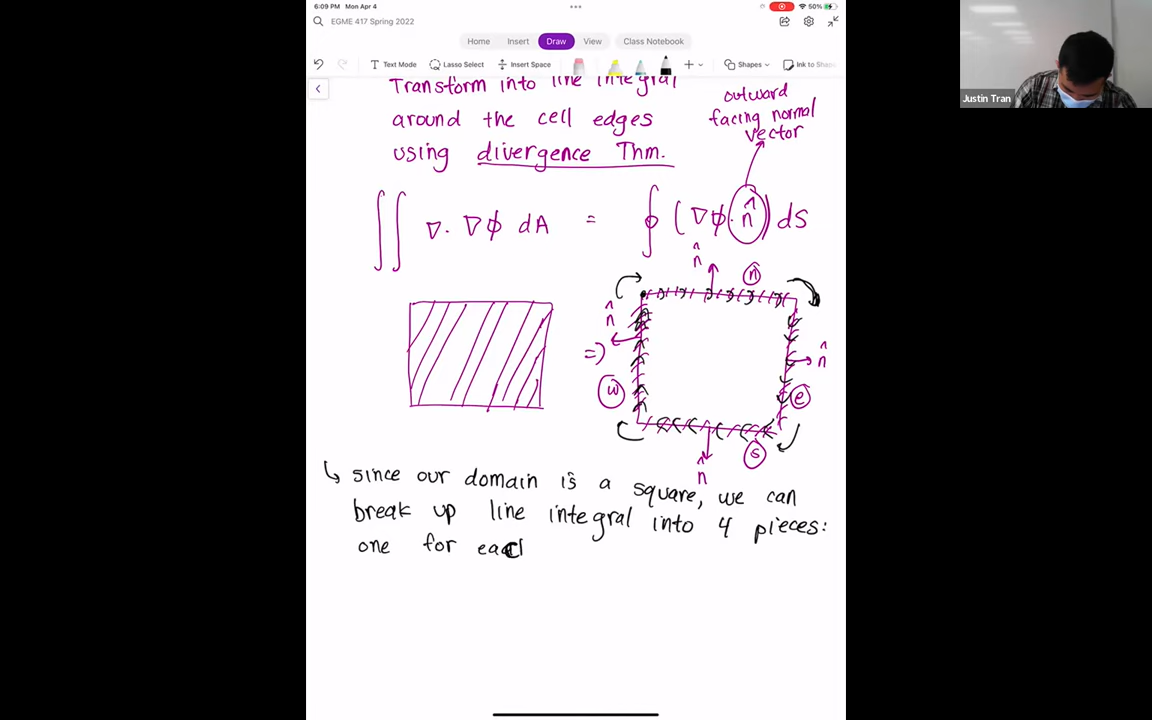 6:09 PM Mon Apr 4
50%
EGME 417 Spring 2022
Home Insert Draw View Class Notebook
Text Mode Lasso Select Insert Space Shapes Ink to Shape
Justin Tran
Transform into line integral
around the cell edges
using divergence Thm.
outward
facing normal
vector
∬ ∇· ∇φ dA = ∮ (∇φ· n̂) dS
n̂ n
n̂
=)
n̂
w
e
s
n̂
↳ since our domain is a square, we can
break up line integral into 4 pieces:
one for each